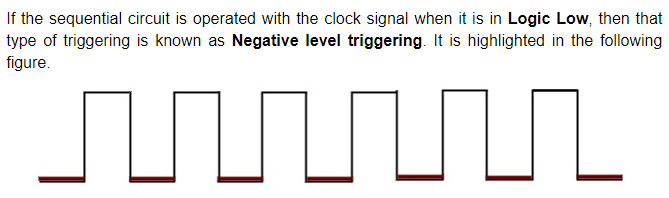 If the sequential circuit is operated with the clock signal when it is in Logic Low, then that
type of triggering is known as Negative level triggering. It is highlighted in the following
figure.